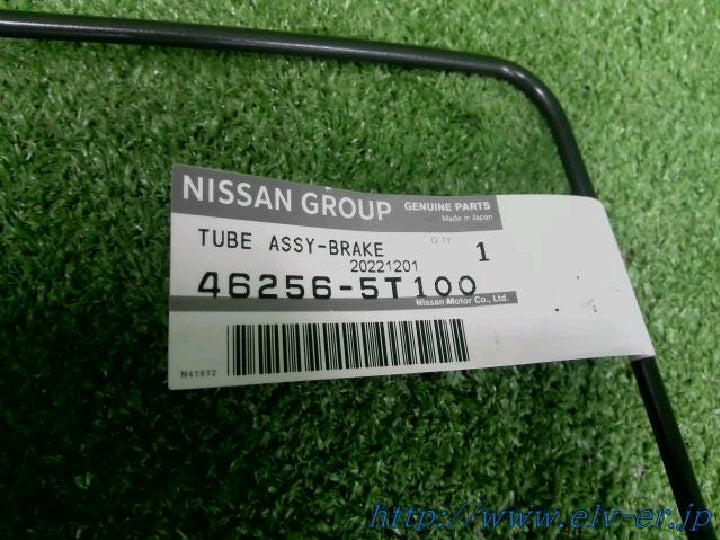 NISSAN GROUP
GENUINE PARTS
Made in Japan
TUBE ASSY-BRAKE
Q'TY
1
20221201
46256-5T100
Nissan Motor Co., Ltd.
N41952
http://www.elv-er.jp